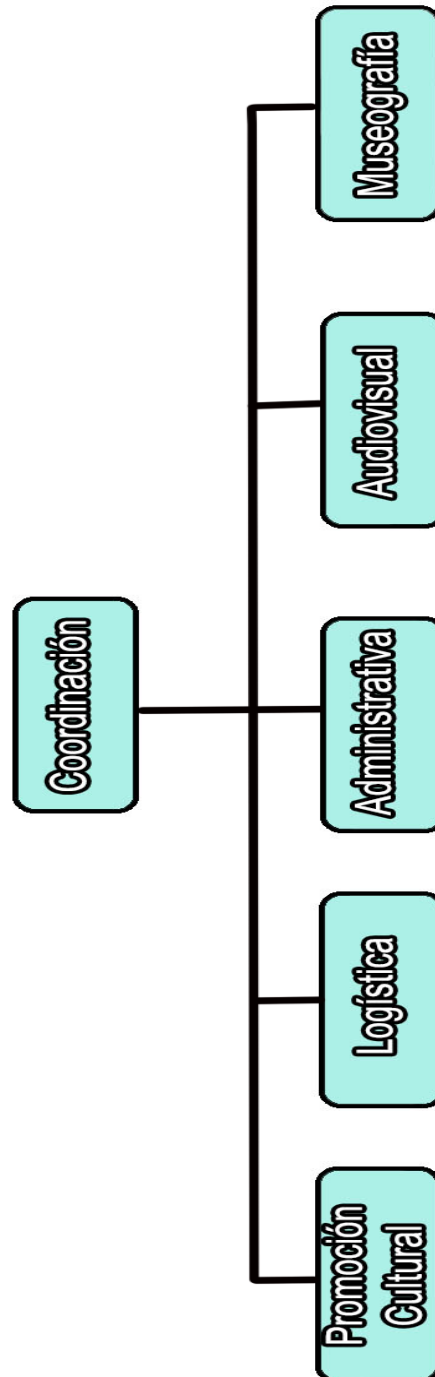 Coordinación
Promoción
Cultural
Logística
Administrativa
Audiovisual
Museografía